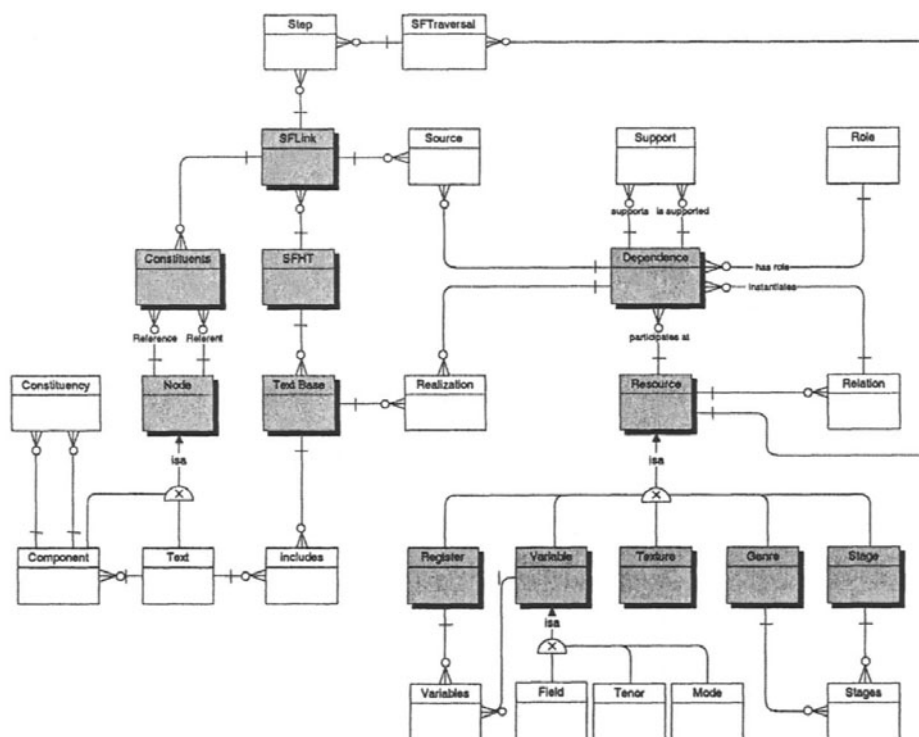 Step
SFTraversal
SFLink
Source
Support
Role
supports
is supported
Constituents
SFHT
Dependence
has role
instantiates
Reference
Referent
participates at
Constituency
Node
Text Base
Realization
Resource
Relation
isa
isa
Component
Text
includes
Register
Variable
Texture
Genre
Stage
isa
Variables
Field
Tenor
Mode
Stages